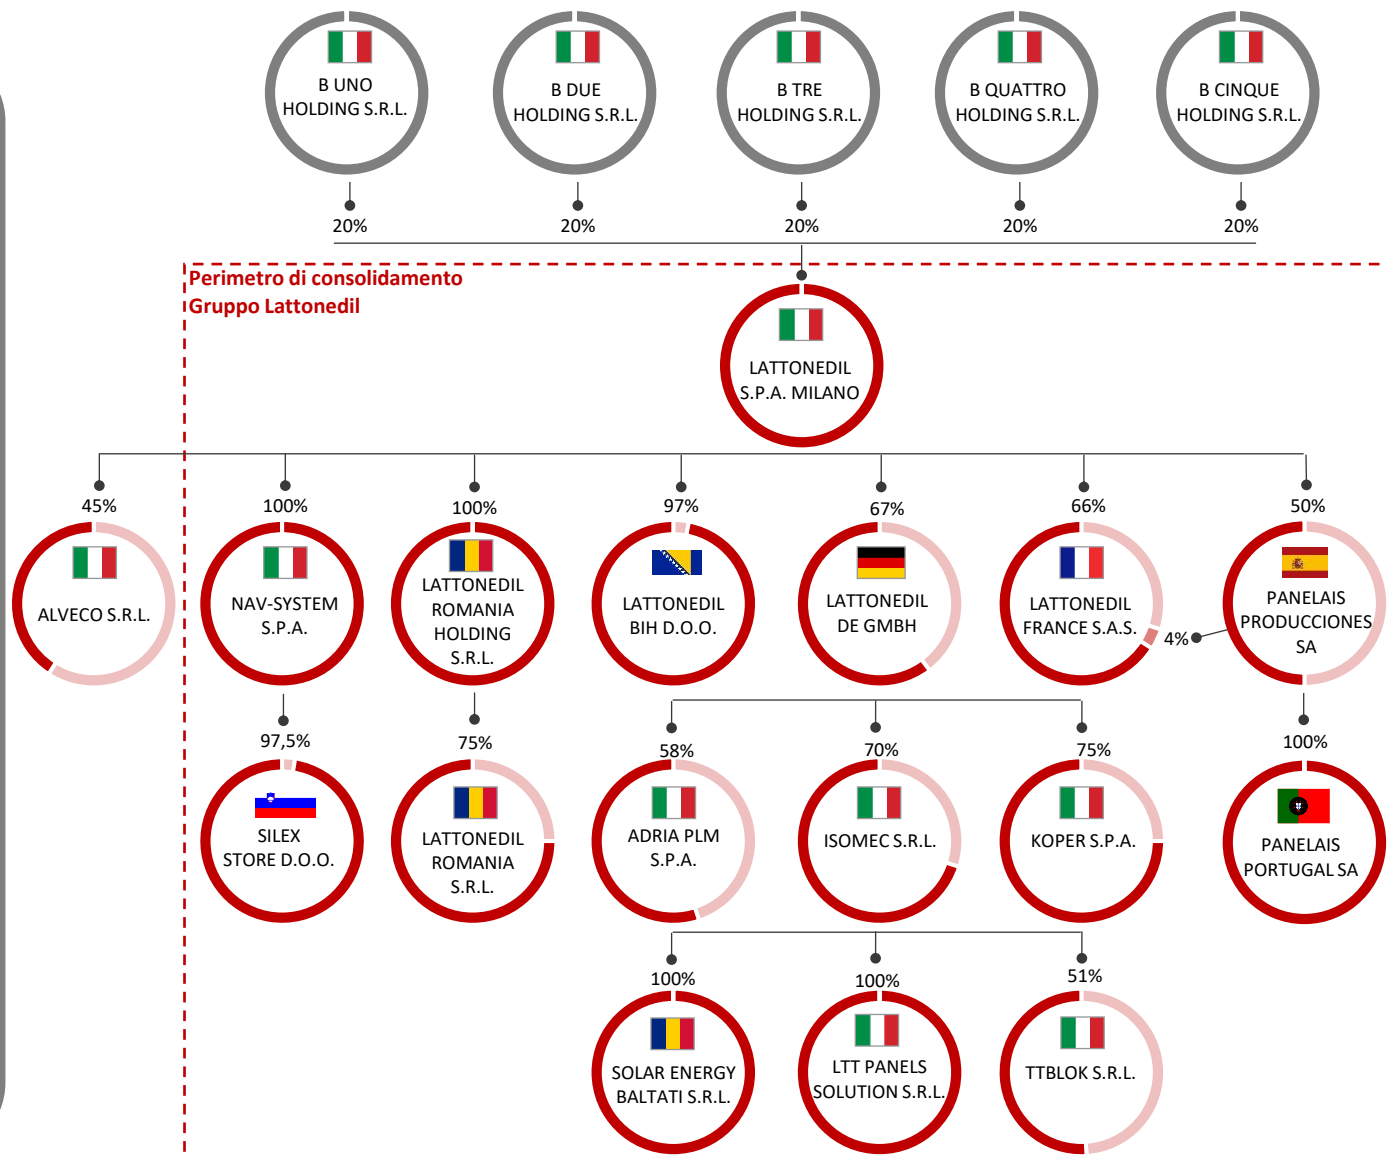 B UNO
HOLDING S.R.L.
B DUE
HOLDING S.R.L.
B TRE
HOLDING S.R.L.
B QUATTRO
HOLDING S.R.L.
B CINQUE
HOLDING S.R.L.
20%
20%
20%
20%
20%
Perimetro di consolidamento
Gruppo Lattonedil
LATTONEDIL
S.P.A. MILANO
45%
100%
100%
97%
67%
66%
50%
ALVECO S.R.L.
NAV-SYSTEM
S.P.A.
LATTONEDIL
ROMANIA
HOLDING
S.R.L.
LATTONEDIL
BIH D.O.O.
LATTONEDIL
DE GMBH
LATTONEDIL
FRANCE S.A.S.
4%
PANELAIS
PRODUCCIONES
SA
97,5%
75%
58%
70%
75%
100%
SILEX
STORE D.O.O.
LATTONEDIL
ROMANIA
S.R.L.
ADRIA PLM
S.P.A.
ISOMEC S.R.L.
KOPER S.P.A.
PANELAIS
PORTUGAL SA
100%
100%
51%
SOLAR ENERGY
BALTATI S.R.L.
LTT PANELS
SOLUTION S.R.L.
TTBLOK S.R.L.